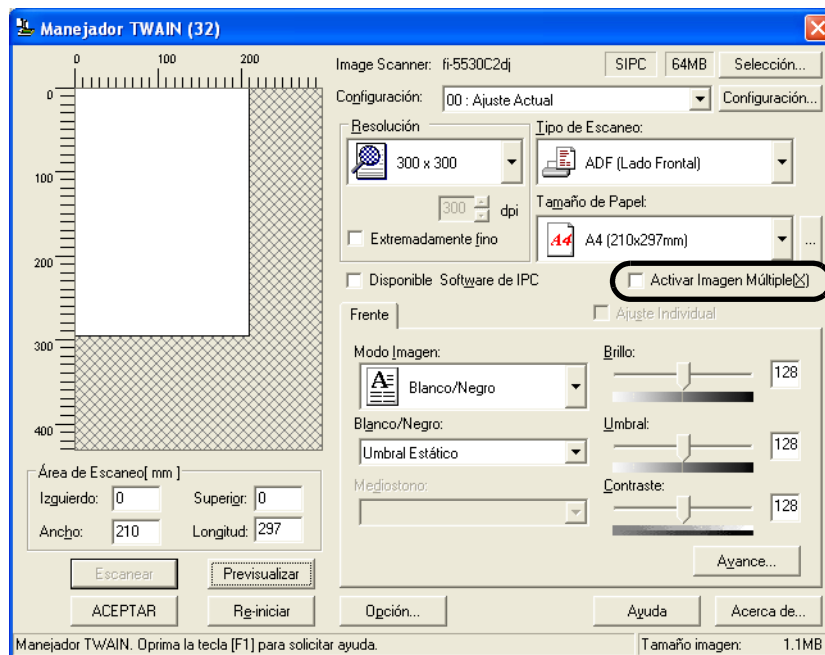 Manejador TWAIN (32)
0 100 200
0
100
200
300
400
Image Scanner: fi-5530C2dj SIPC 64MB Selección...
Configuración: 00 : Ajuste Actual Configuración...
Resolución
300 x 300
300 dpi
Extremadamente fino
Tipo de Escaneo:
ADF (Lado Frontal)
Tamaño de Papel:
A4 A4 (210x297mm) ...
Disponible Software de IPC
Activar Imagen Múltiple(X)
Frente
Ajuste Individual
Modo Imagen:
Blanco/Negro
Blanco/Negro:
Umbral Estático
Mediostono:
Brillo:
128
Umbral:
128
Contraste:
128
Avance...
Área de Escaneo[ mm ]
Izguierdo: 0 Superior: 0
Ancho: 210 Longitud: 297
Escanear Previsualizar
ACEPTAR Re-iniciar Opción... Ayuda Acerca de...
Manejador TWAIN. Oprima la tecla [F1] para solicitar ayuda. Tamaño imagen: 1.1MB